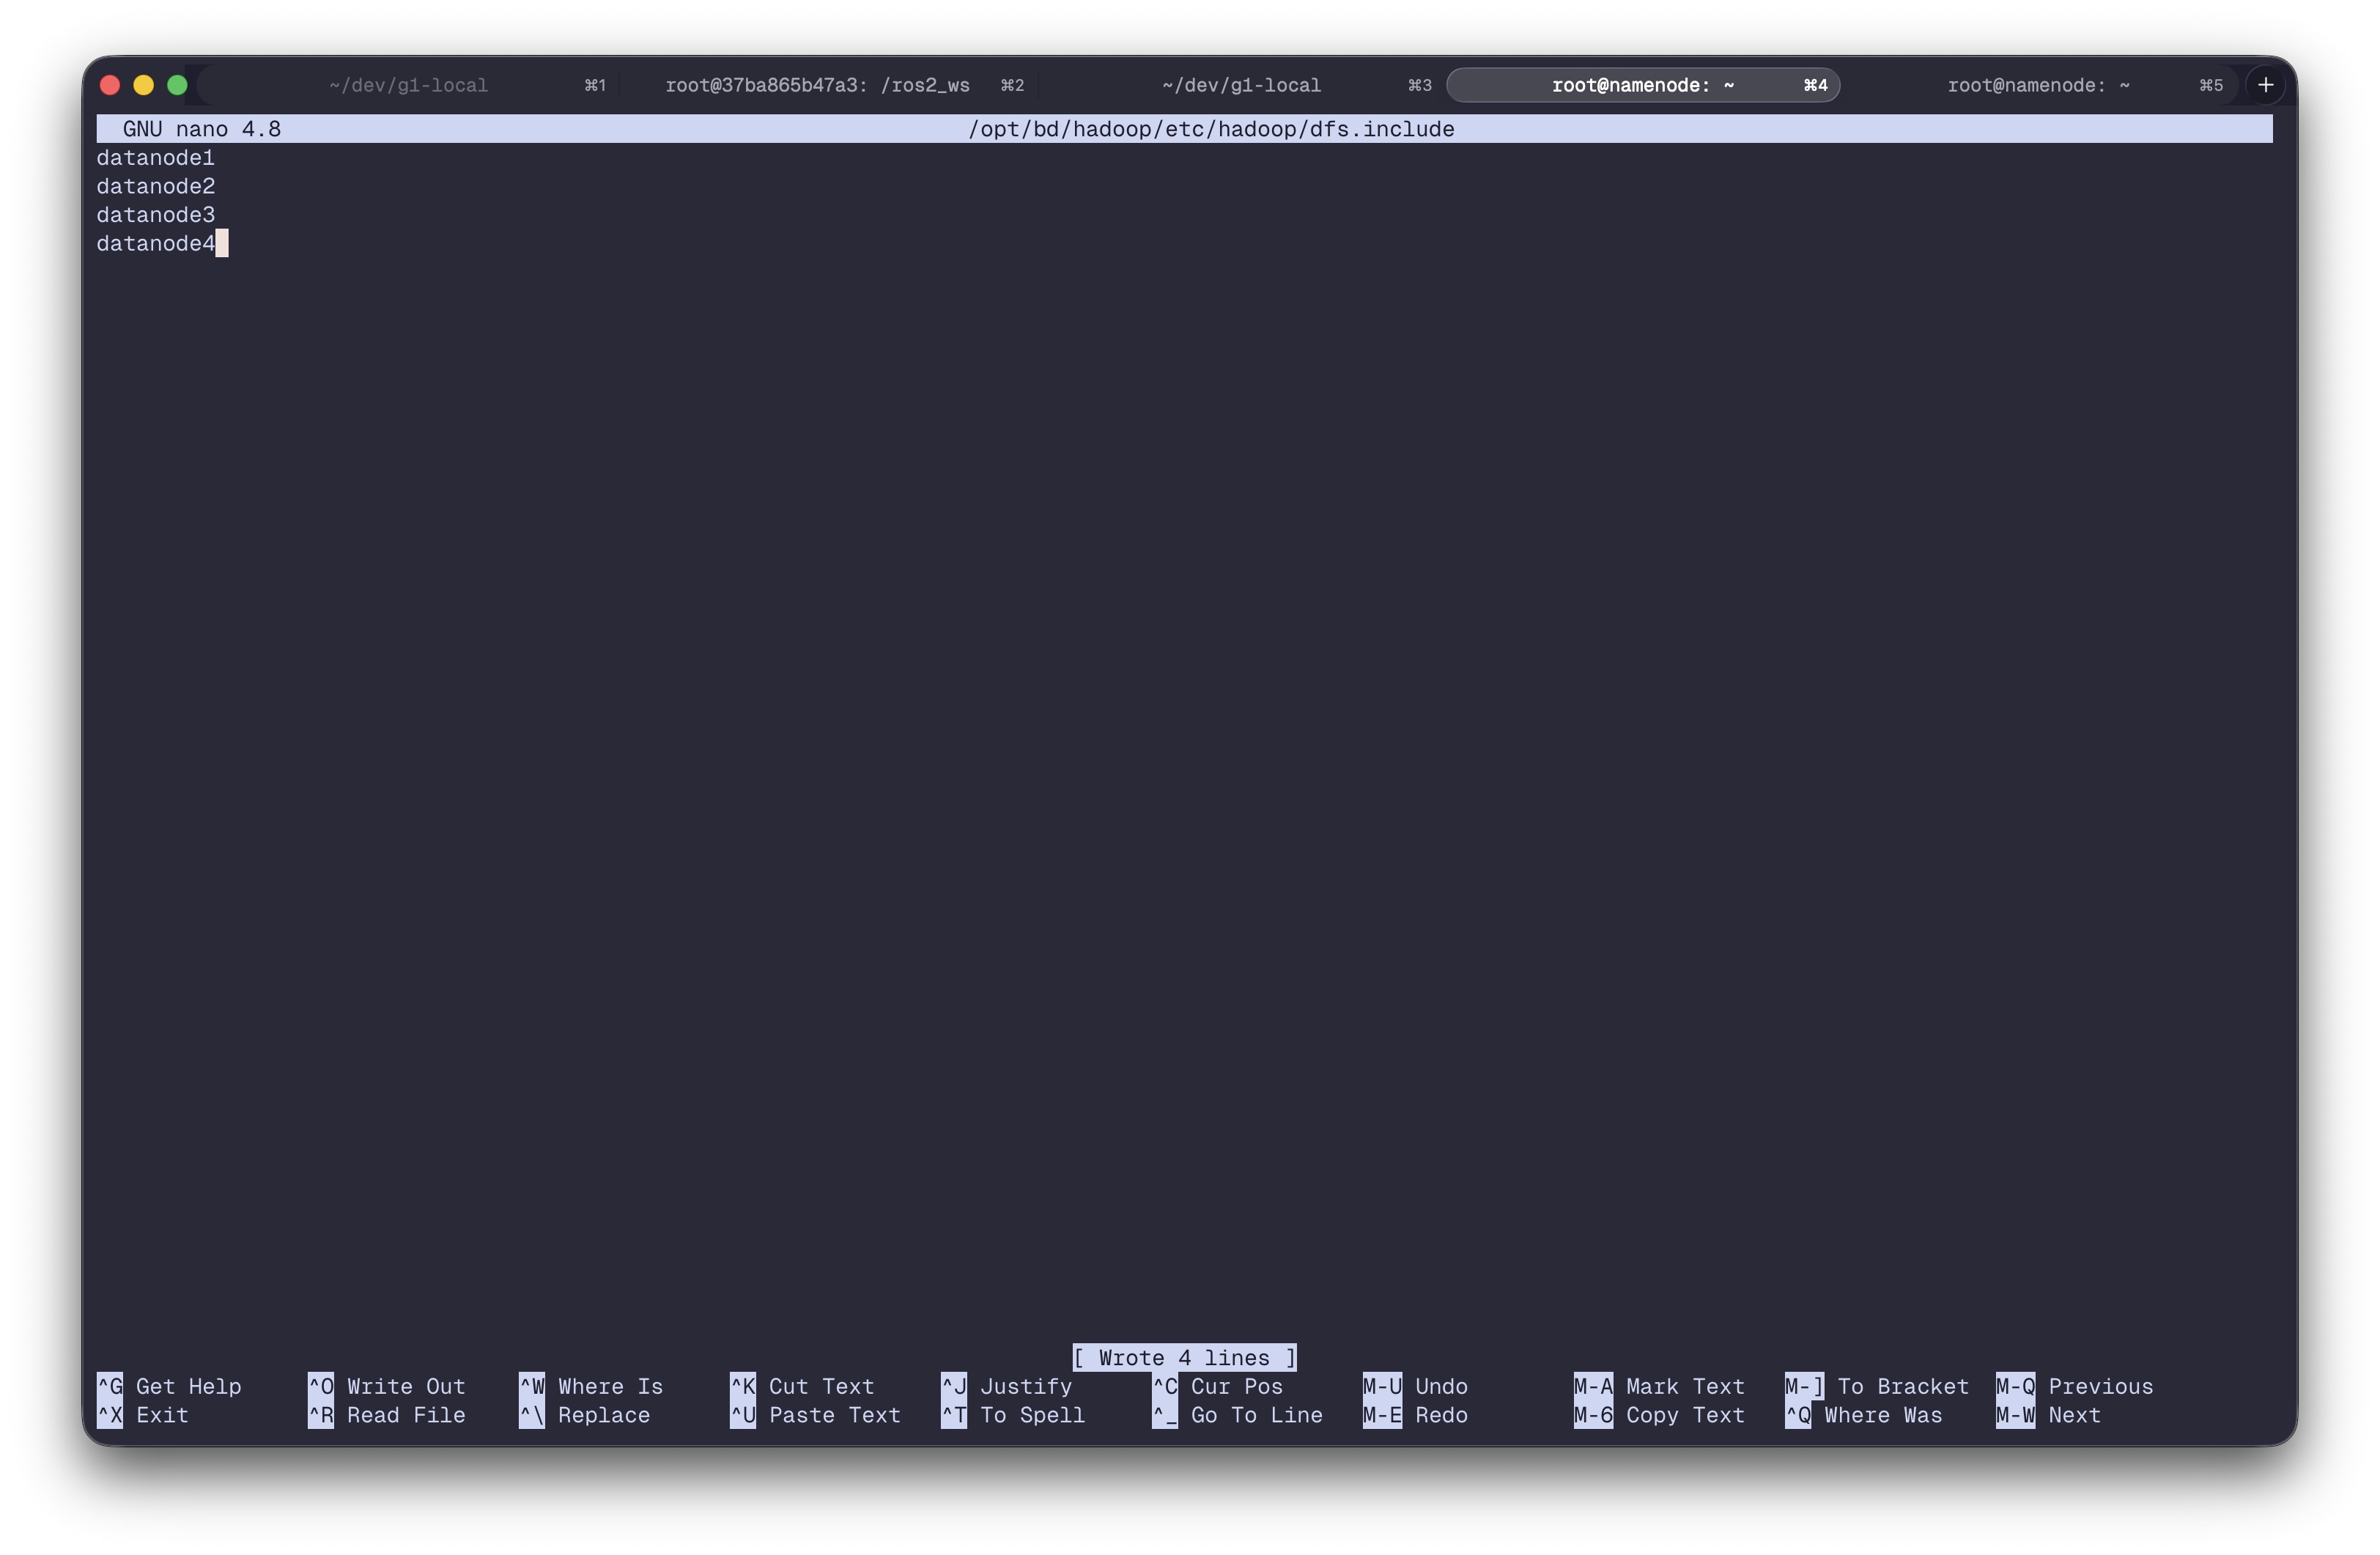 ~/dev/g1-local ⌘1 root@37ba865b47a3: /ros2_ws ⌘2 ~/dev/g1-local ⌘3 root@namenode: ~ ⌘4 root@namenode: ~ ⌘5 +
GNU nano 4.8 /opt/bd/hadoop/etc/hadoop/dfs.include
datanode1
datanode2
datanode3
datanode4
[ Wrote 4 lines ]
^G Get Help ^O Write Out ^W Where Is ^K Cut Text ^J Justify ^C Cur Pos M-U Undo M-A Mark Text M-] To Bracket M-Q Previous
^X Exit ^R Read File ^\ Replace ^U Paste Text ^T To Spell ^_ Go To Line M-E Redo M-6 Copy Text ^Q Where Was M-W Next